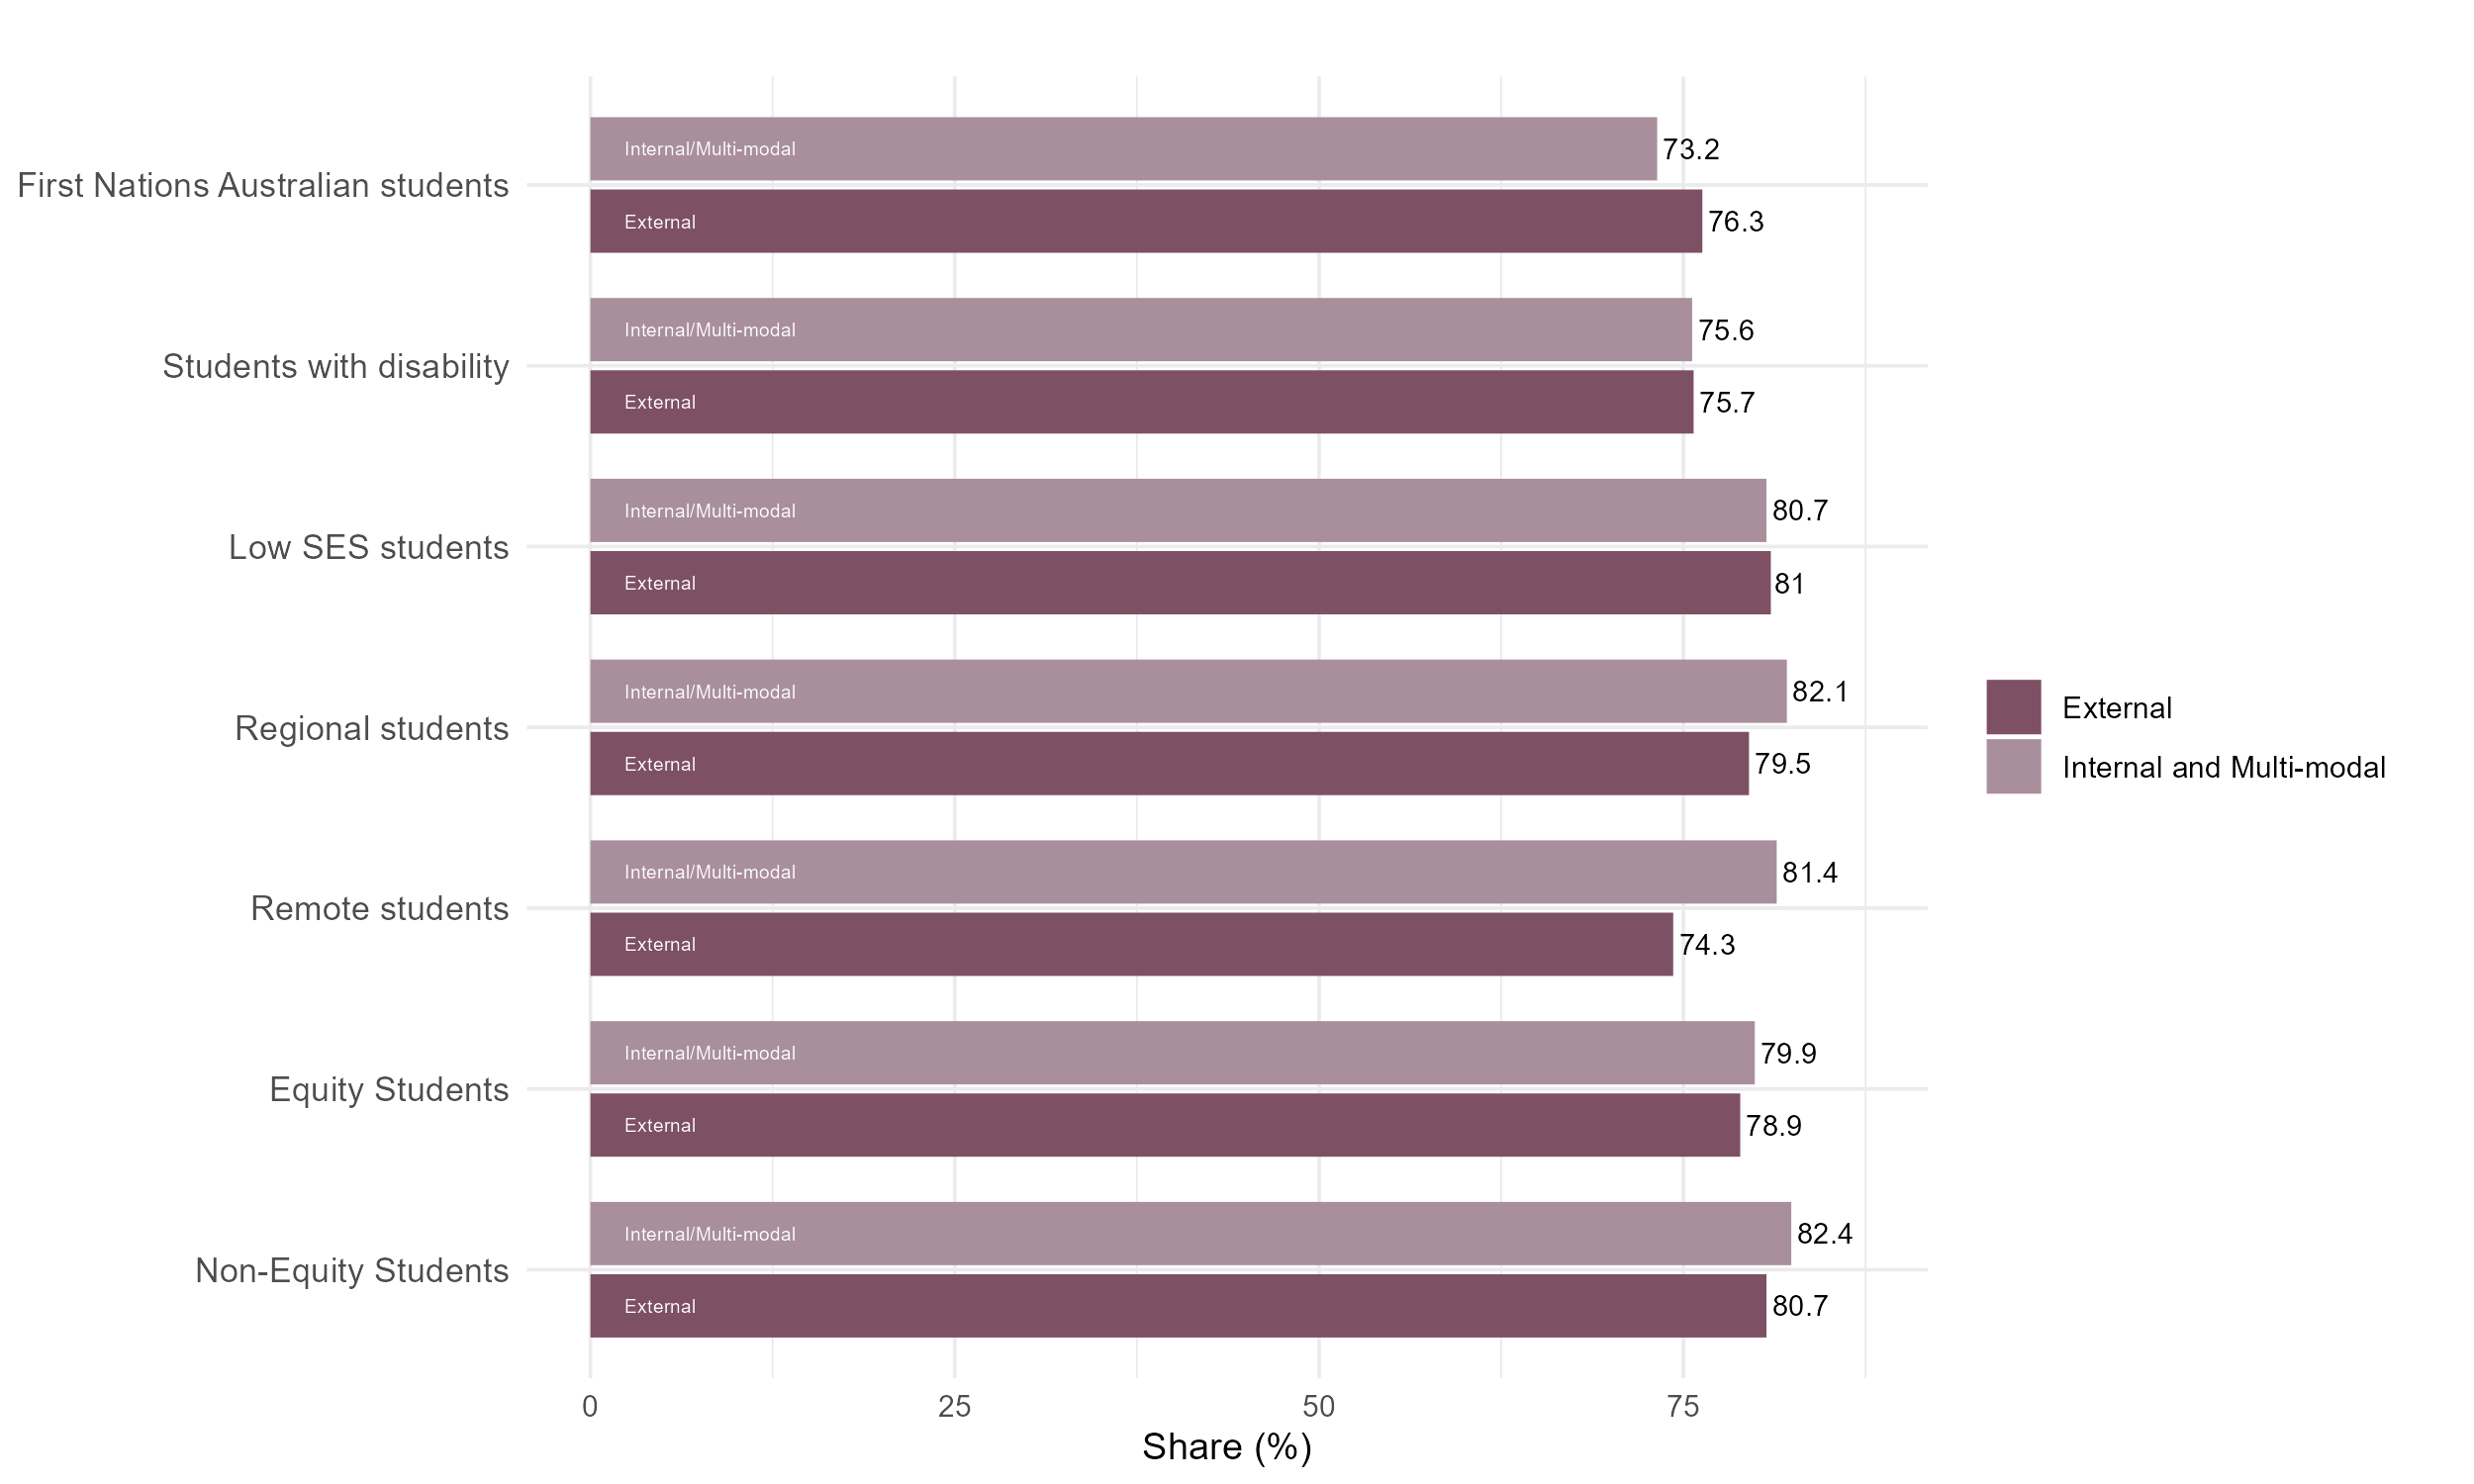 Internal/Multi-modal 73.2
First Nations Australian students
External 76.3
Internal/Multi-modal 75.6
Students with disability
External 75.7
Internal/Multi-modal 80.7
Low SES students
External 81
Internal/Multi-modal 82.1
Regional students
External 79.5
Internal/Multi-modal 81.4
Remote students
External 74.3
Internal/Multi-modal 79.9
Equity Students
External 78.9
Internal/Multi-modal 82.4
Non-Equity Students
External 80.7
0 25 50 75
Share (%)
External
Internal and Multi-modal